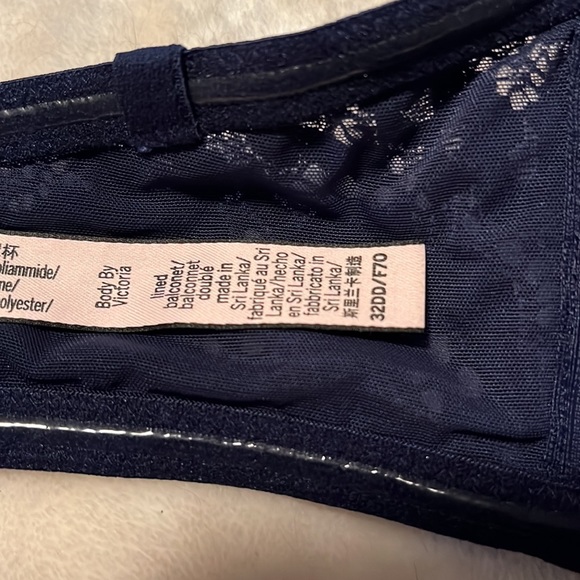 杯
oliammide/
ne/
olyester/
Body By
Victoria
lined
balconet/
balconnet
doublé
made in
Sri Lanka/
fabriqué au Sri
Lanka/hecho
en Sri Lanka/
fabbricato in
Sri Lanka/
斯里兰卡制造
32DD/F70